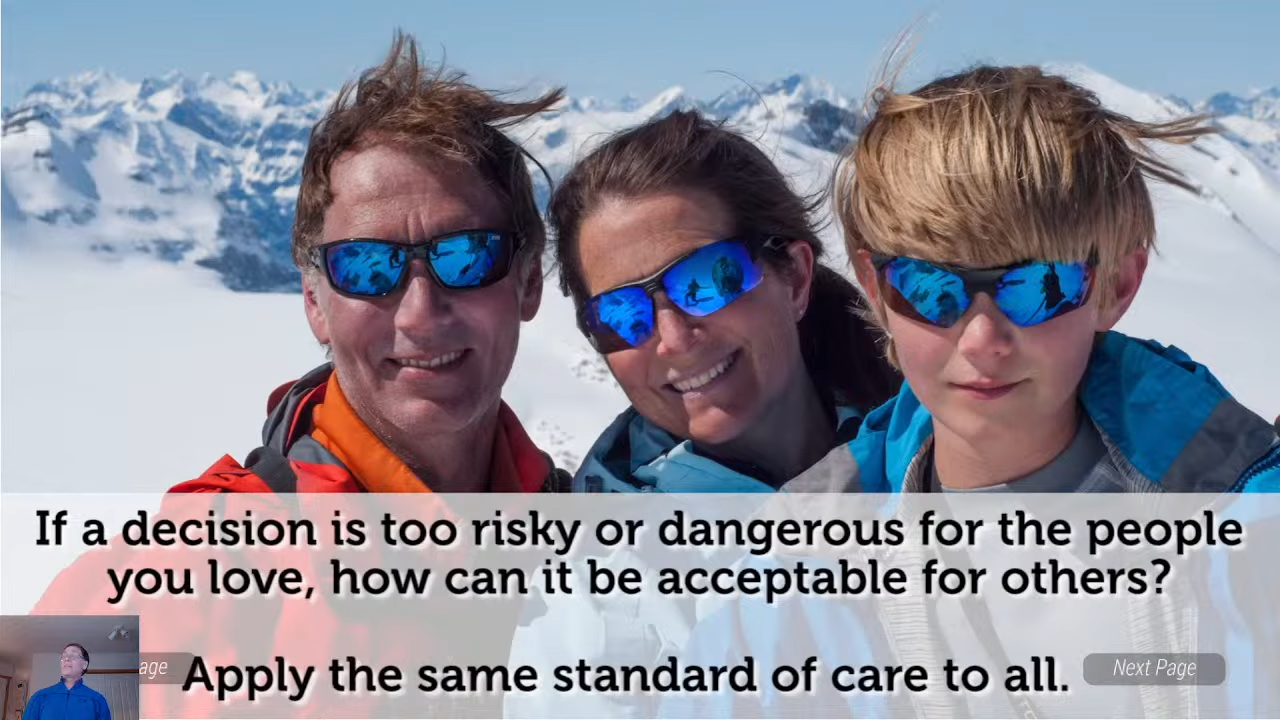 If a decision is too risky or dangerous for the people
you love, how can it be acceptable for others?
age
Apply the same standard of care to all.
Next Page